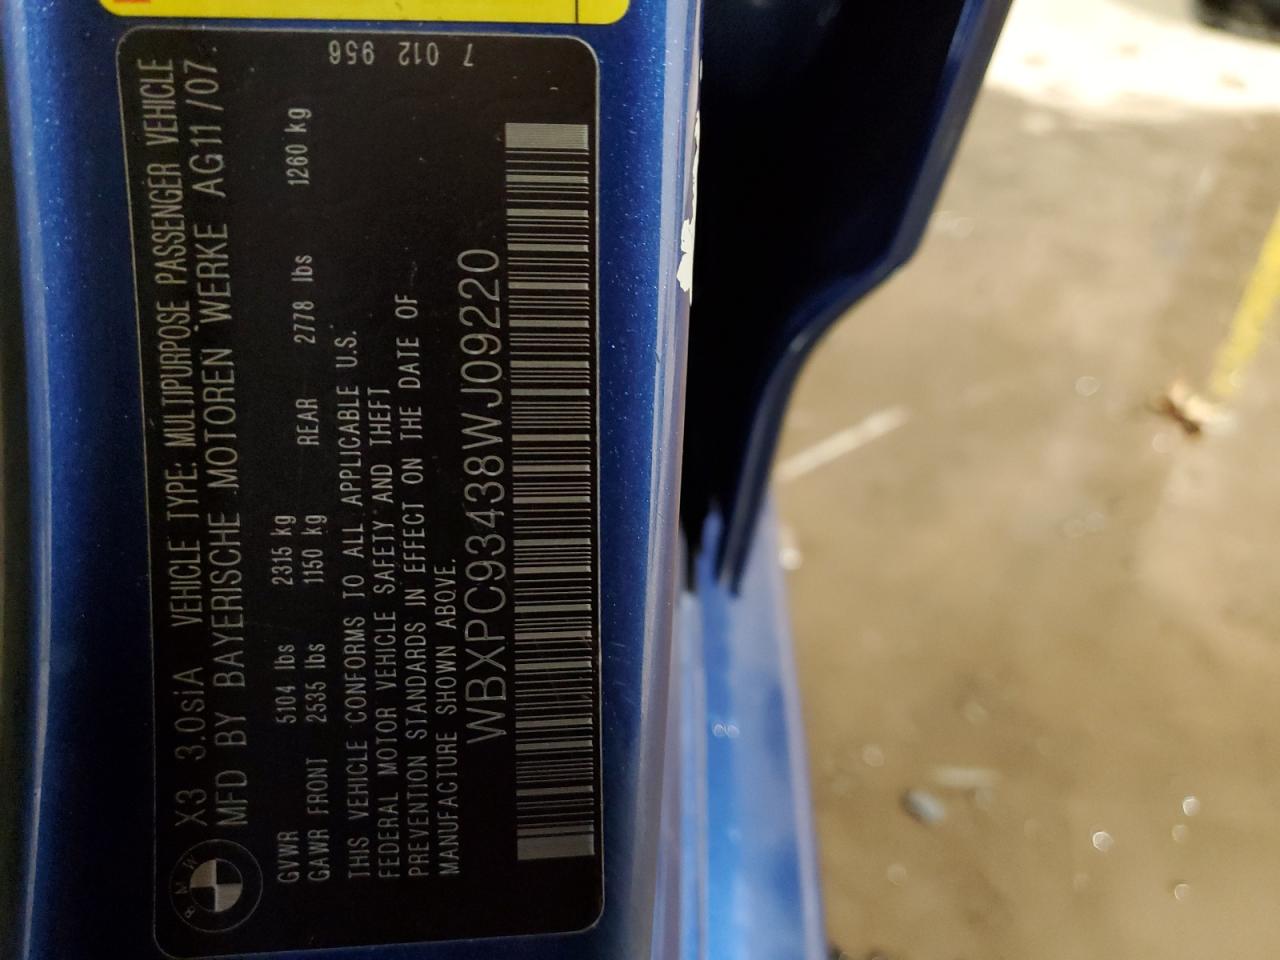 BMW
X3 3.0siA VEHICLE TYPE: MULTIPURPOSE PASSENGER VEHICLE
MFD BY BAYERISCHE MOTOREN WERKE AG11/07.
GVWR 5104 lbs 2315 kg
GAWR FRONT 2535 lbs 1150 kg REAR 2778 lbs 1260 kg
THIS VEHICLE CONFORMS TO ALL APPLICABLE U.S.
FEDERAL MOTOR VEHICLE SAFETY AND THEFT
PREVENTION STANDARDS IN EFFECT ON THE DATE OF
MANUFACTURE SHOWN ABOVE.
WBXPC93438WJ09220
7 012 956